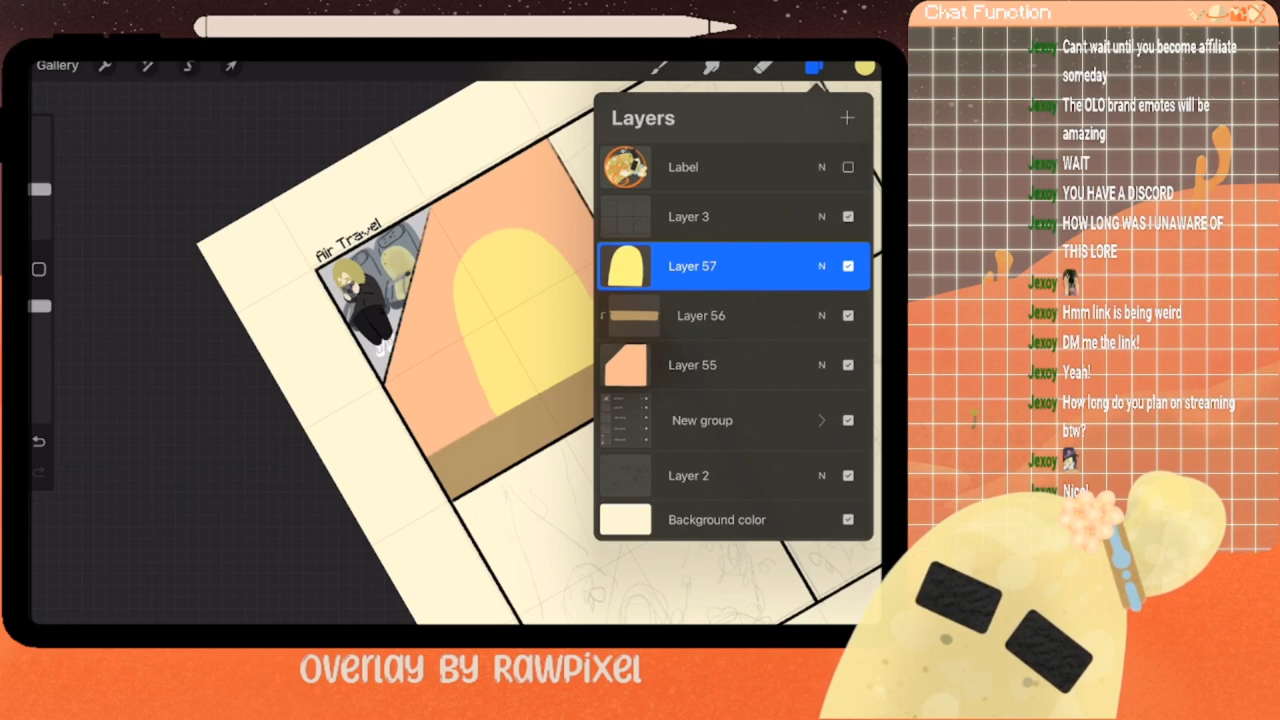 Chat Function
Gallery
Layers
Label N
Layer 3 N
Layer 57 N
Layer 56 N
Layer 55 N
New group
Layer 2 N
Background color
Air Travel
Jexoy Cant wait until you become affiliate
someday
Jexoy The OLO brand emotes will be
amazing
Jexoy WAIT
Jexoy YOU HAVE A DISCORD
Jexoy HOW LONG WAS I UNAWARE OF
THIS LORE
Jexoy
Jexoy Hmm link is being weird
Jexoy DM me the link!
Jexoy Yeah!
Jexoy How long do you plan on streaming
btw?
Jexoy
Jexoy Nice!
OVERLAY BY RAWPIXEL